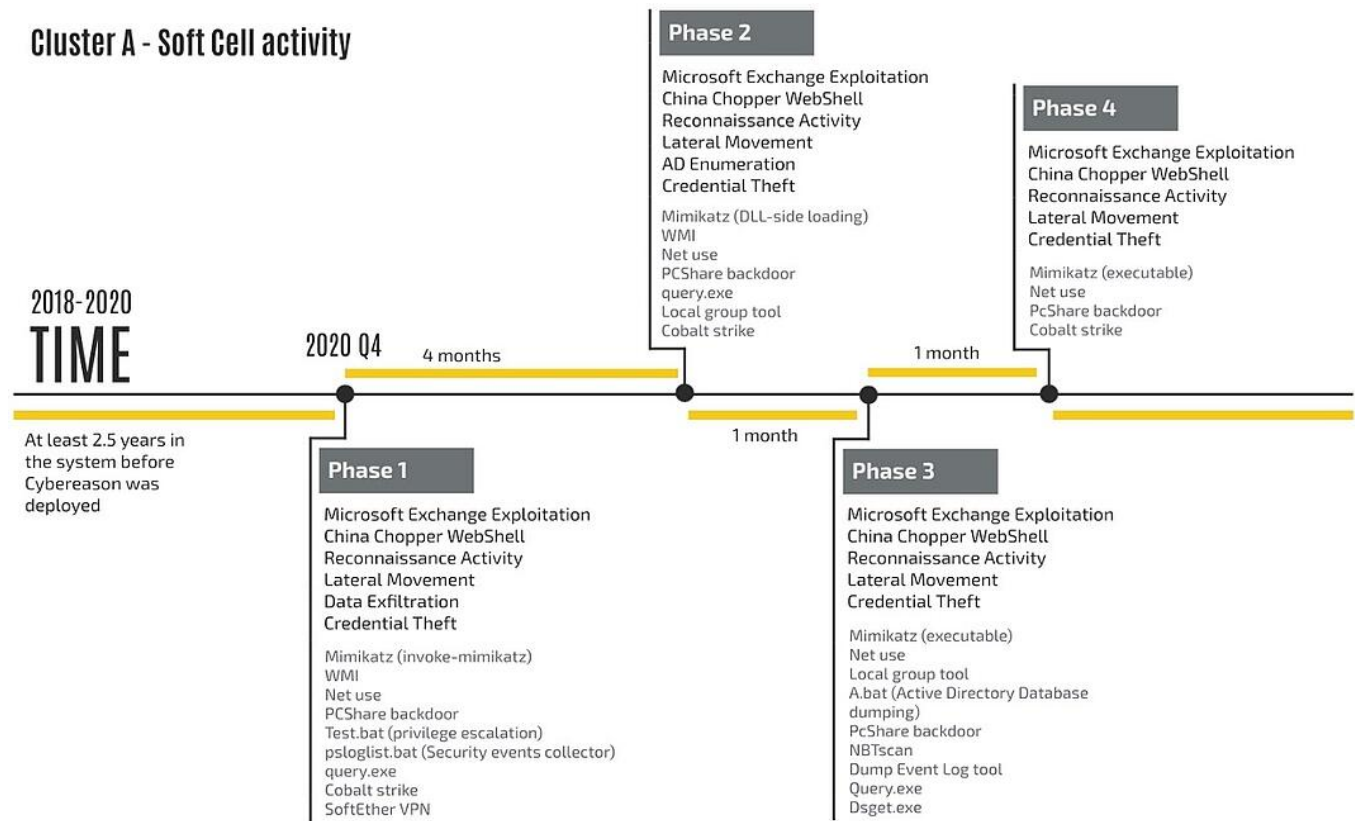 Cluster A - Soft Cell activity
Phase 2
Microsoft Exchange Exploitation
China Chopper WebShell
Reconnaissance Activity
Lateral Movement
AD Enumeration
Credential Theft
Mimikatz (DLL-side loading)
WMI
Net use
PCShare backdoor
query.exe
Local group tool
Cobalt strike
Phase 4
Microsoft Exchange Exploitation
China Chopper WebShell
Reconnaissance Activity
Lateral Movement
Credential Theft
Mimikatz (executable)
Net use
PcShare backdoor
Cobalt strike
2018-2020
TIME
2020 Q4
4 months
1 month
1 month
At least 2.5 years in
the system before
Cybereason was
deployed
Phase 1
Microsoft Exchange Exploitation
China Chopper WebShell
Reconnaissance Activity
Lateral Movement
Data Exfiltration
Credential Theft
Mimikatz (invoke-mimikatz)
WMI
Net use
PCShare backdoor
Test.bat (privilege escalation)
psloglist.bat (Security events collector)
query.exe
Cobalt strike
SoftEther VPN
Phase 3
Microsoft Exchange Exploitation
China Chopper WebShell
Reconnaissance Activity
Lateral Movement
Credential Theft
Mimikatz (executable)
Net use
Local group tool
A.bat (Active Directory Database
dumping)
PcShare backdoor
NBTscan
Dump Event Log tool
Query.exe
Dsget.exe